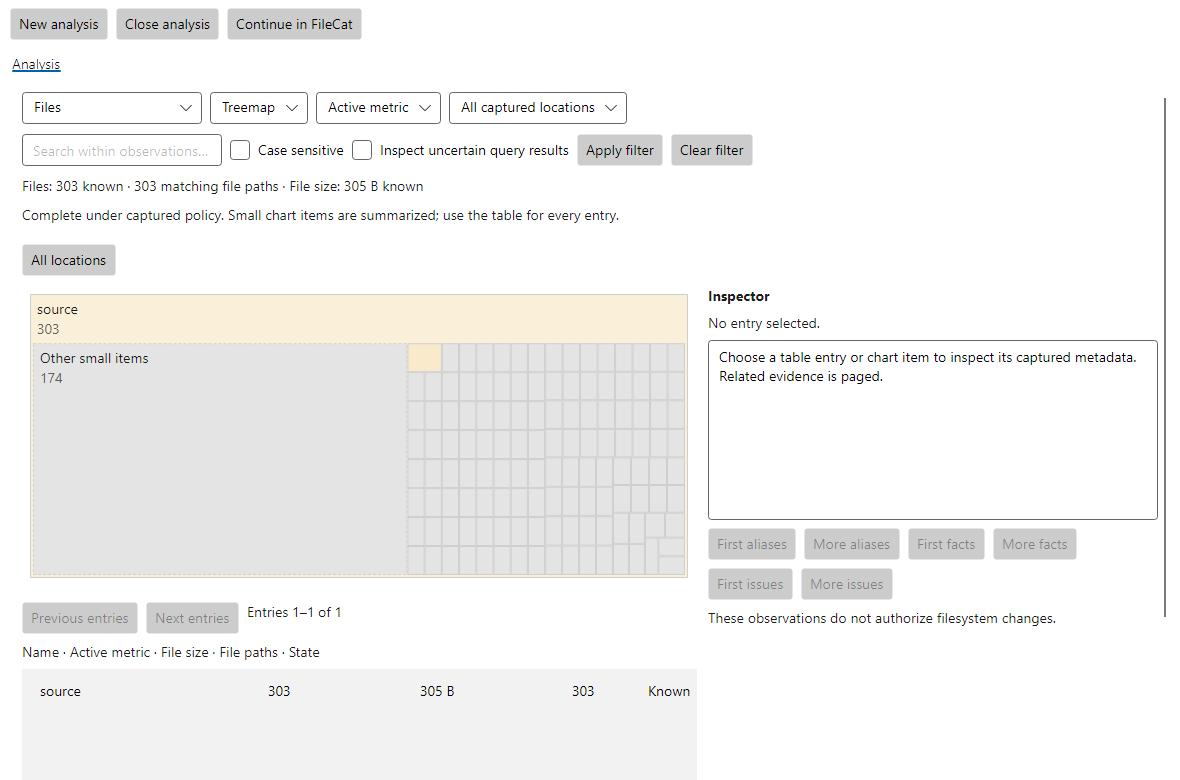 New analysis Close analysis Continue in FileCat
Analysis
Files Treemap Active metric All captured locations
Search within observations... Case sensitive Inspect uncertain query results Apply filter Clear filter
Files: 303 known · 303 matching file paths · File size: 305 B known
Complete under captured policy. Small chart items are summarized; use the table for every entry.
All locations
source
303
Other small items
174
Inspector
No entry selected.
Choose a table entry or chart item to inspect its captured metadata.
Related evidence is paged.
First aliases More aliases First facts More facts
First issues More issues
These observations do not authorize filesystem changes.
Previous entries Next entries Entries 1–1 of 1
Name · Active metric · File size · File paths · State
source 303 305 B 303 Known